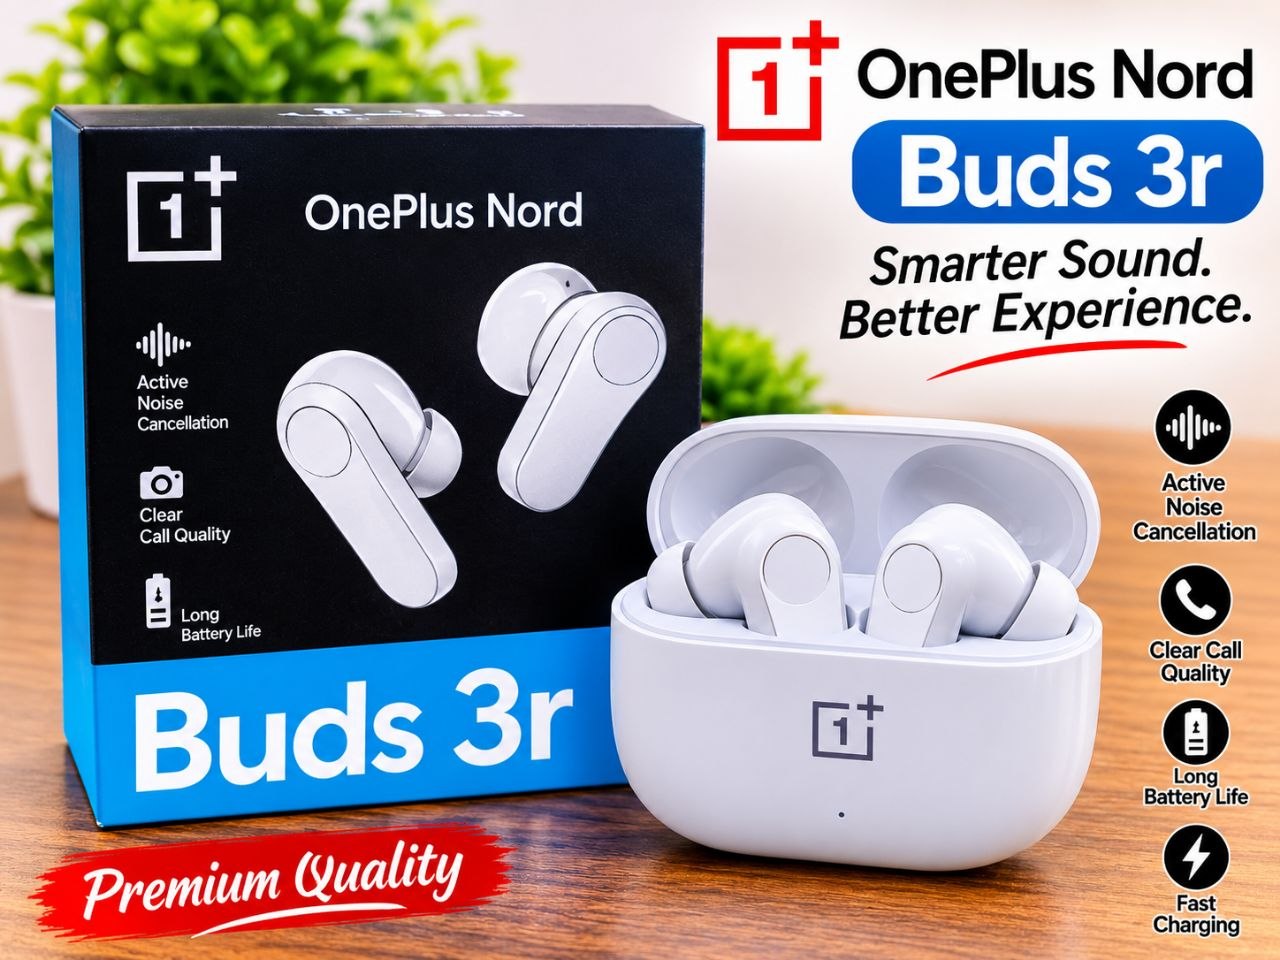 1+
OnePlus Nord
Active
Noise
Cancellation
Clear
Call Quality
Long
Battery Life
Buds 3r
Premium Quality
1+
OnePlus Nord
Buds 3r
Smarter Sound.
Better Experience.
Active
Noise
Cancellation
Clear Call
Quality
Long
Battery Life
Fast
Charging
1+